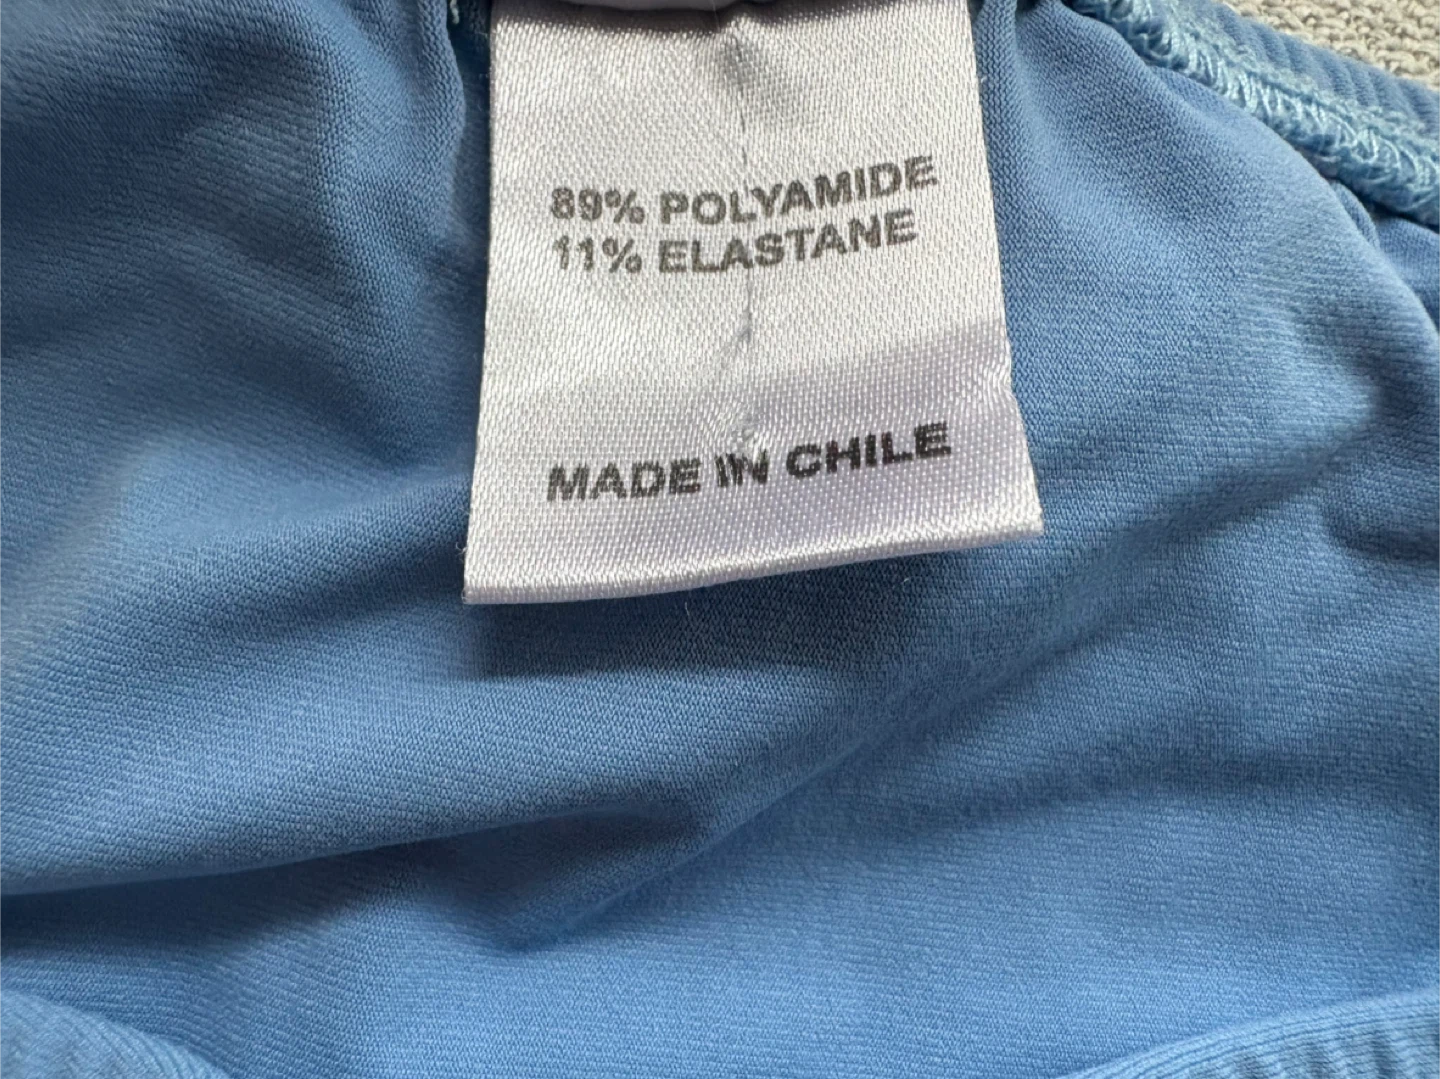 89% POLYAMIDE
11% ELASTANE
MADE IN CHILE